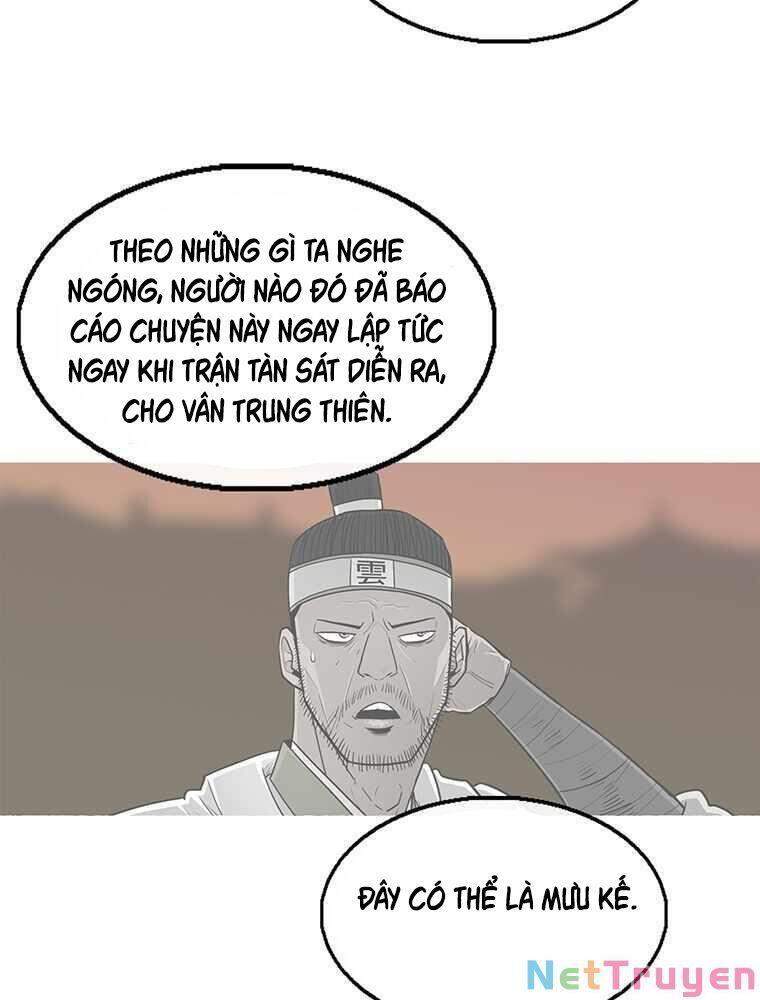 THEO NHỮNG GÌ TA NGHE
NGÓNG, NGƯỜI NÀO ĐÓ ĐÃ BÁO
CÁO CHUYỆN NÀY NGAY LẬP TỨC
NGAY KHI TRẬN TÀN SÁT DIỄN RA,
CHO VÂN TRUNG THIÊN.
雲
ĐÂY CÓ THỂ LÀ MƯU KẾ.
NETTRUYEN